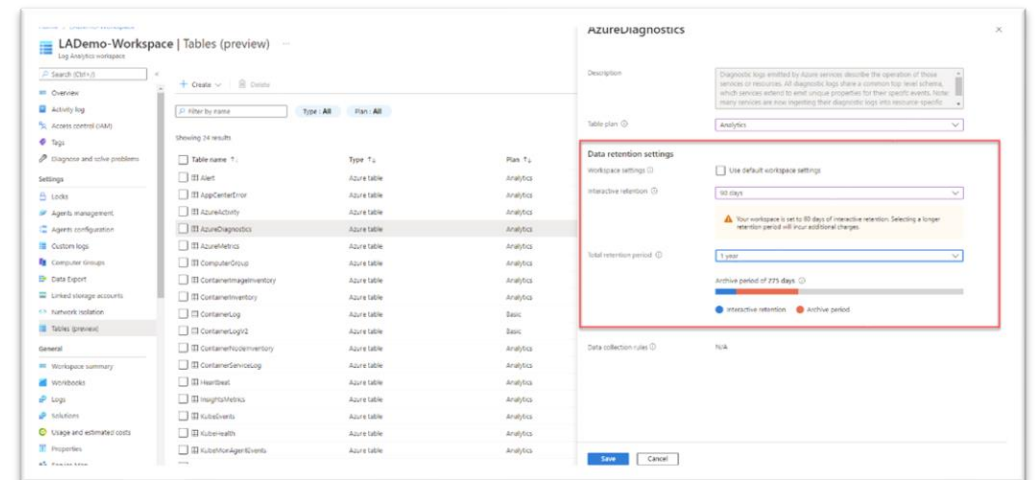 LADemo-Workspace | Tables (preview) ...
Log Analytics workspace
Search (Ctrl+/)
Overview
Activity log
Access control (IAM)
Tags
Diagnose and solve problems
Settings
Locks
Agents management
Agents configuration
Custom logs
Computer Groups
Data Export
Linked storage accounts
Network Isolation
Tables (preview)
General
Workspace summary
Workbooks
Logs
Solutions
Usage and estimated costs
Properties
+ Create Delete
Filter by name Type : All Plan : All
Showing 24 results
Table name ↑ Type ↑↓ Plan ↑↓
Alert Azure table Analytics
AppCenterError Azure table Analytics
AzureActivity Azure table Analytics
AzureDiagnostics Azure table Analytics
AzureMetrics Azure table Analytics
ComputerGroup Azure table Analytics
ContainerImageInventory Azure table Analytics
ContainerInventory Azure table Analytics
ContainerLog Azure table Basic
ContainerLogV2 Azure table Basic
ContainerNodeInventory Azure table Analytics
ContainerServiceLog Azure table Analytics
Heartbeat Azure table Analytics
InsightsMetrics Azure table Analytics
KubeEvents Azure table Analytics
KubeHealth Azure table Analytics
KubeMonAgentEvents Azure table Analytics
AzureDiagnostics
Description
Diagnostic logs emitted by Azure services describe the operation of those
services or resources. All diagnostic logs share a common top level schema,
which services extend to emit unique properties for their specific events. Note:
many services are now ingesting their diagnostic logs into resource-specific
Table plan Analytics
Data retention settings
Workspace settings Use default workspace settings
Interactive retention 90 days
Your workspace is set to 90 days of interactive retention. Selecting a longer
retention period will incur additional charges.
Total retention period 1 year
Archive period of 275 days
Interactive retention Archive period
Data collection rules N/A
Save Cancel